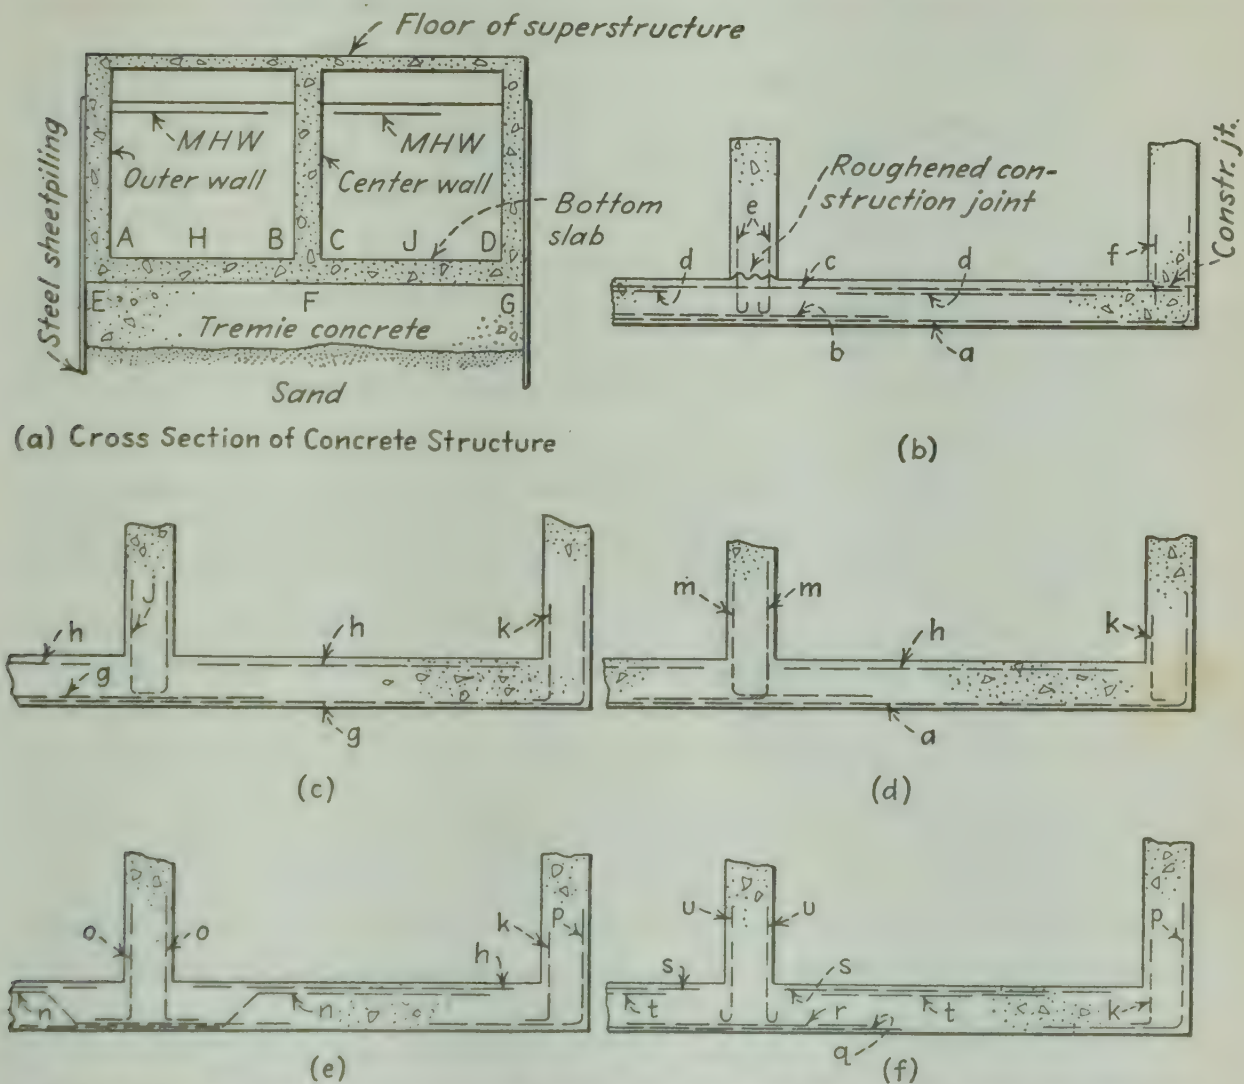 Floor of superstructure
Steel sheetpiling
MHW
MHW
Outer wall
Center wall
Bottom
slab
A H B C J D
E F G
Tremie concrete
Sand
(a) Cross Section of Concrete Structure
Roughened con-
struction joint
Constr. jt.
e
f
d c d
b a
(b)
j
h h k
g
g
(c)
m m
h k
a
(d)
o o k p
h
n n
(e)
u u p
s s
t r t k
q
(f)